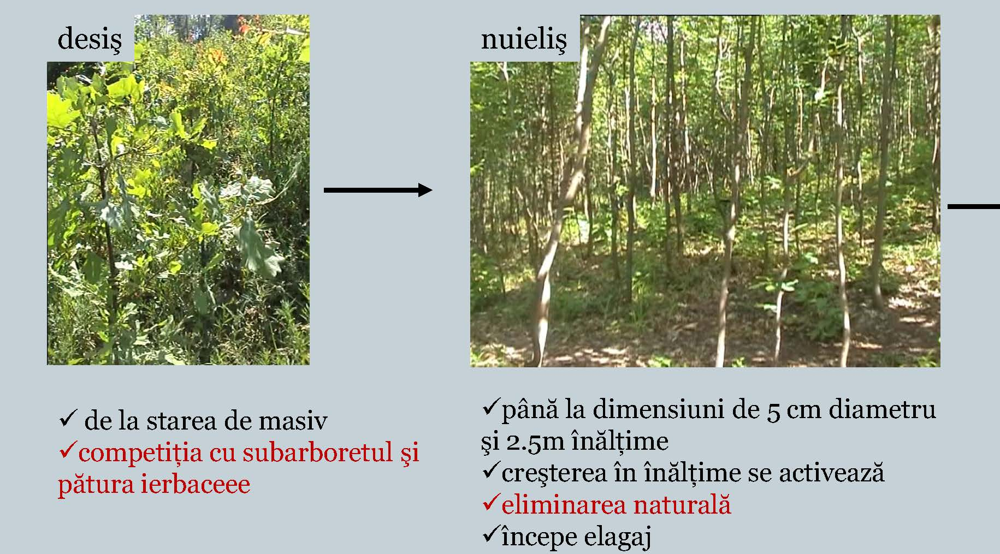 desiş
nuieliş
✓ de la starea de masiv
✓competiția cu subarboretul şi
pătura ierbaceee
✓până la dimensiuni de 5 cm diametru
şi 2.5m înălțime
✓creşterea în înălțime se activează
✓eliminarea naturală
✓începe elagaj